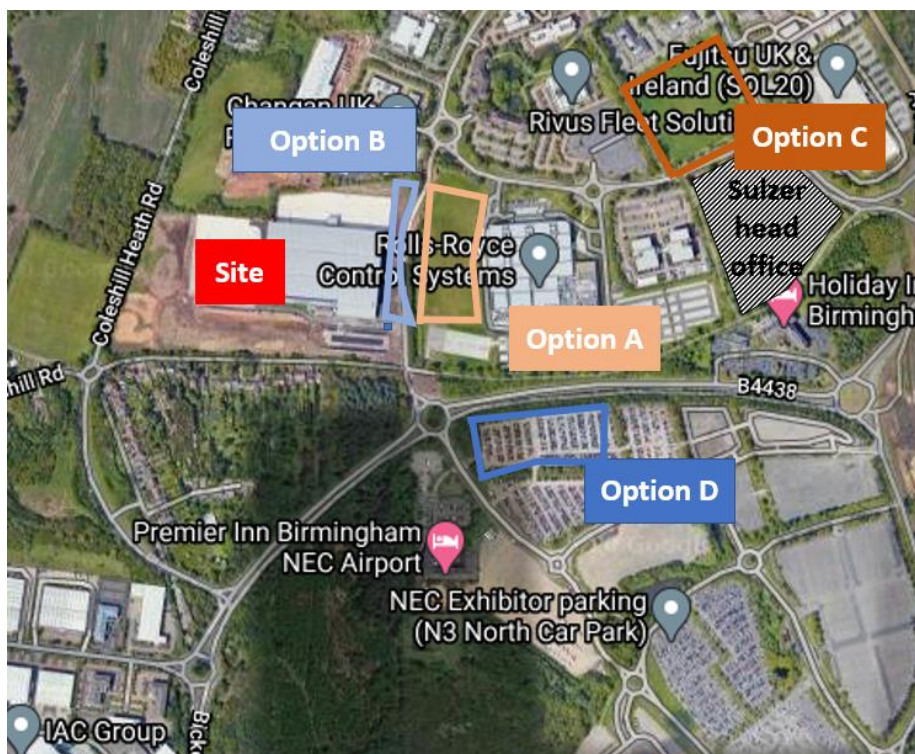 Coleshill
Fujitsu UK &
Ireland (SOL20)
Changan UK
Rivus Fleet Soluti
Option B
Option C
Coleshill Heath Rd
Sulzer
head
office
Rolls-Royce
Control Systems
Site
Holiday In
Birmingh
Option A
hill Rd
B4438
Option D
Premier Inn Birmingham
NEC Airport
NEC Exhibitor parking
(N3 North Car Park)
IAC Group
Bick